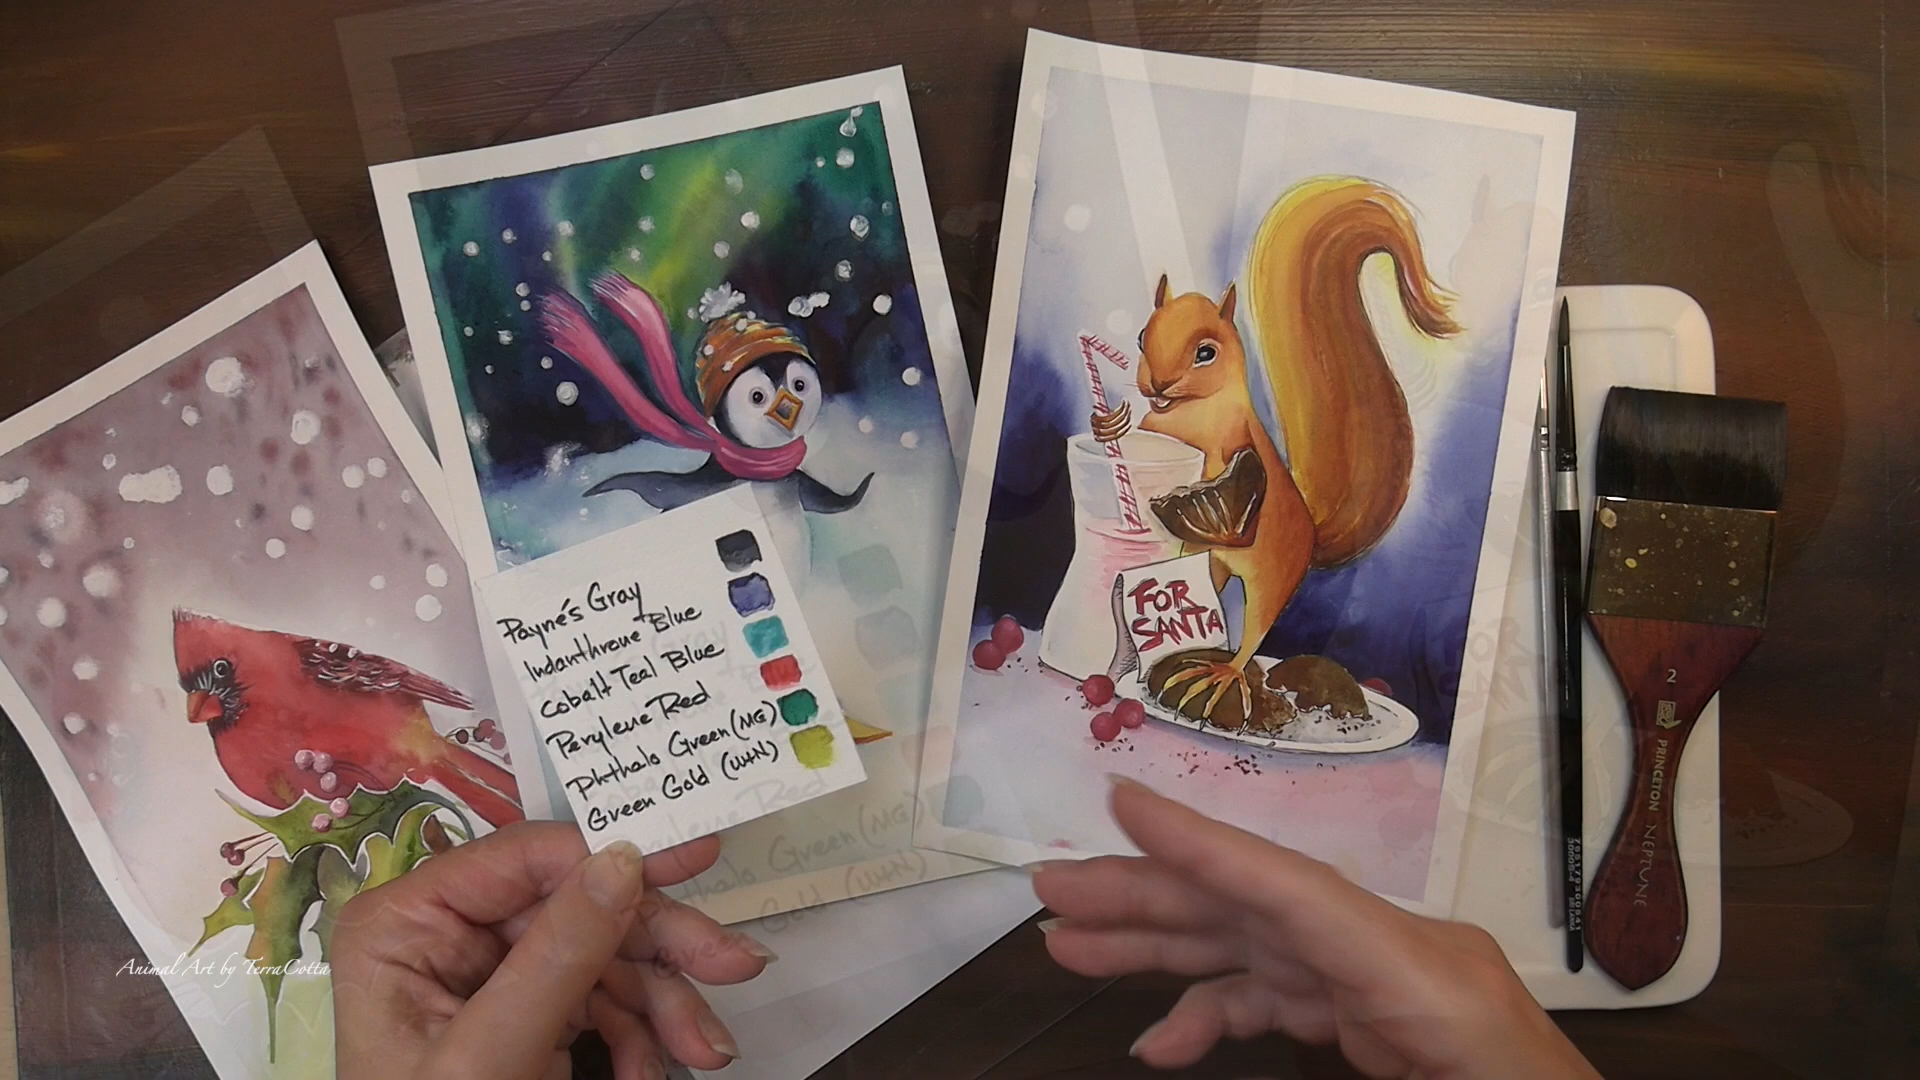 Payne's Gray
Indanthrone Blue
Cobalt Teal Blue
Perylene Red
Phthalo Green (MG)
Green Gold (W+N)
FOR
SANTA
2
PRINCETON NEPTUNE
Animal Art by TerraCotta